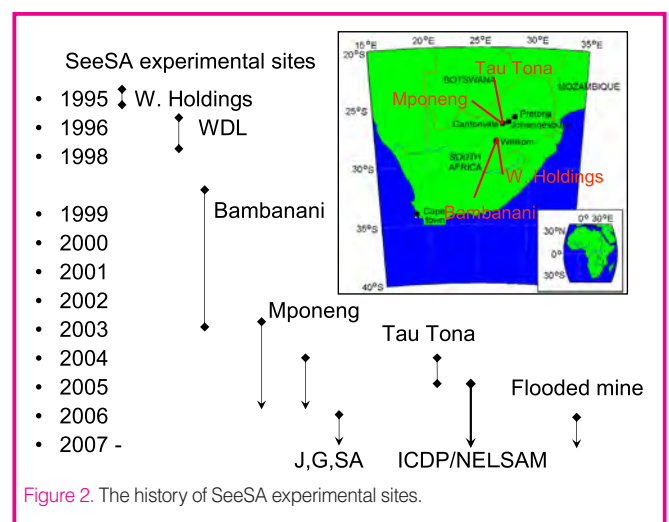 SeeSA experimental sites
• 1995 W. Holdings
• 1996 WDL
• 1998
• 1999 Bambanani
• 2000
• 2001
• 2002
• 2003 Mponeng
• 2004 Tau Tona
• 2005 Flooded mine
• 2006
• 2007 -
J,G,SA ICDP/NELSAM
15°E 20°E 25°E 30°E 35°E
20°S
Tau Tona
BOTSWANA
MOZAMBIQUE
Mponeng
25°S
Pretoria
Carltonville Johannesburg
Welkom
SOUTH
AFRICA
30°S
W. Holdings
Cape
town
Bambanani
35°S
40°S
0° 30°E
30°N
0°
30°S
Figure 2. The history of SeeSA experimental sites.